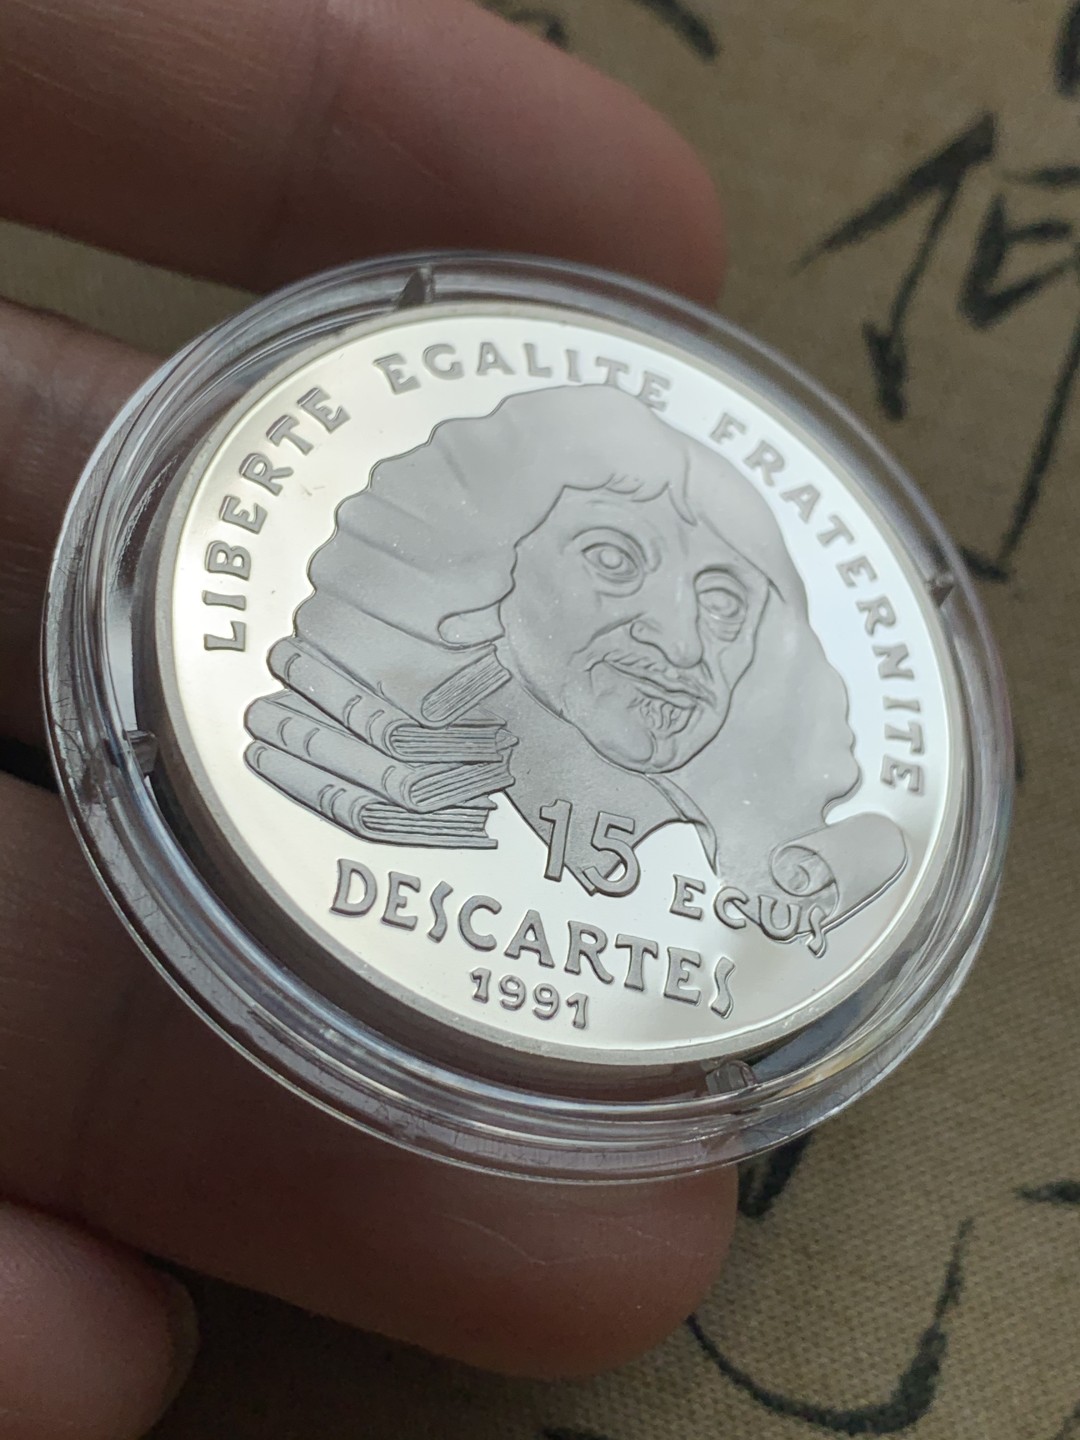 LIBERTE EGALITE FRATERNITE
15 ECUS
DESCARTES
1991